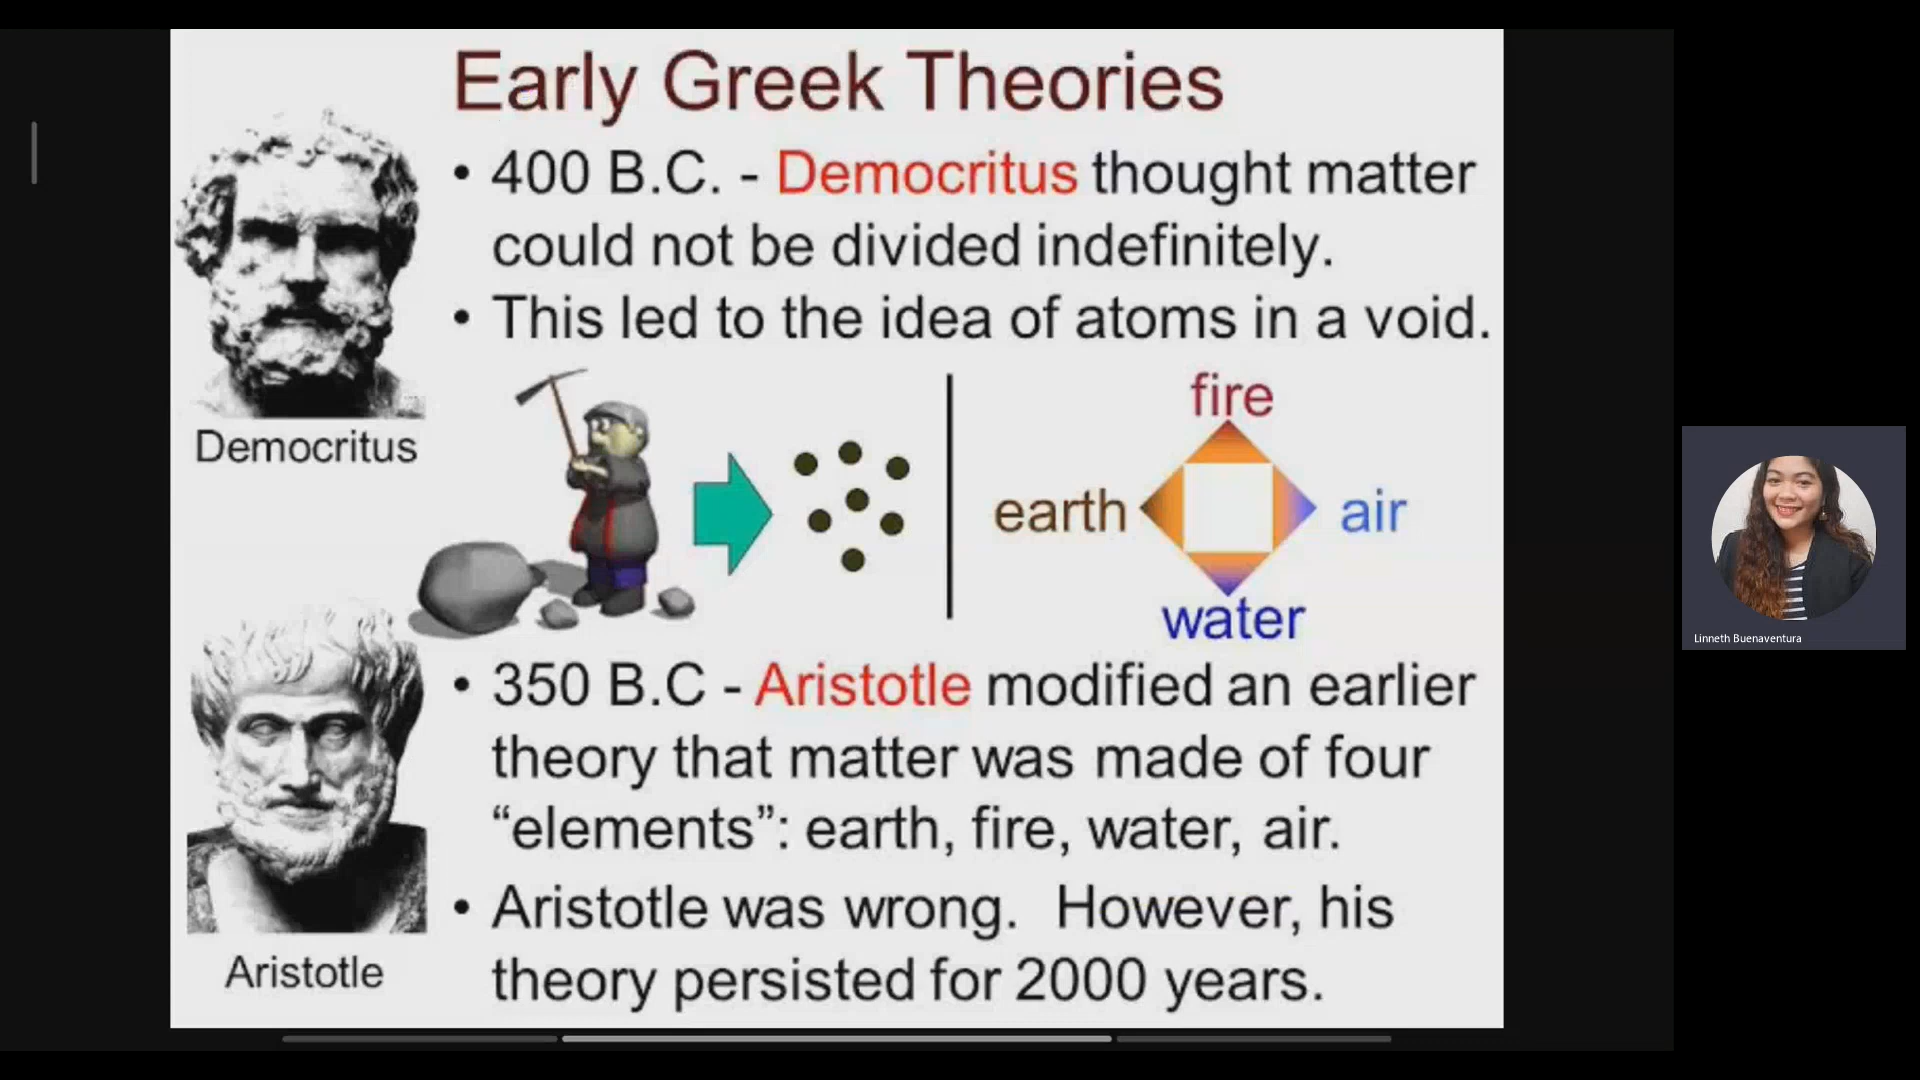 Early Greek Theories
• 400 B.C. - Democritus thought matter
could not be divided indefinitely.
• This led to the idea of atoms in a void.
Democritus
fire
earth
air
water
• 350 B.C - Aristotle modified an earlier
theory that matter was made of four
“elements”: earth, fire, water, air.
• Aristotle was wrong. However, his
theory persisted for 2000 years.
Aristotle
Linneth Buenaventura